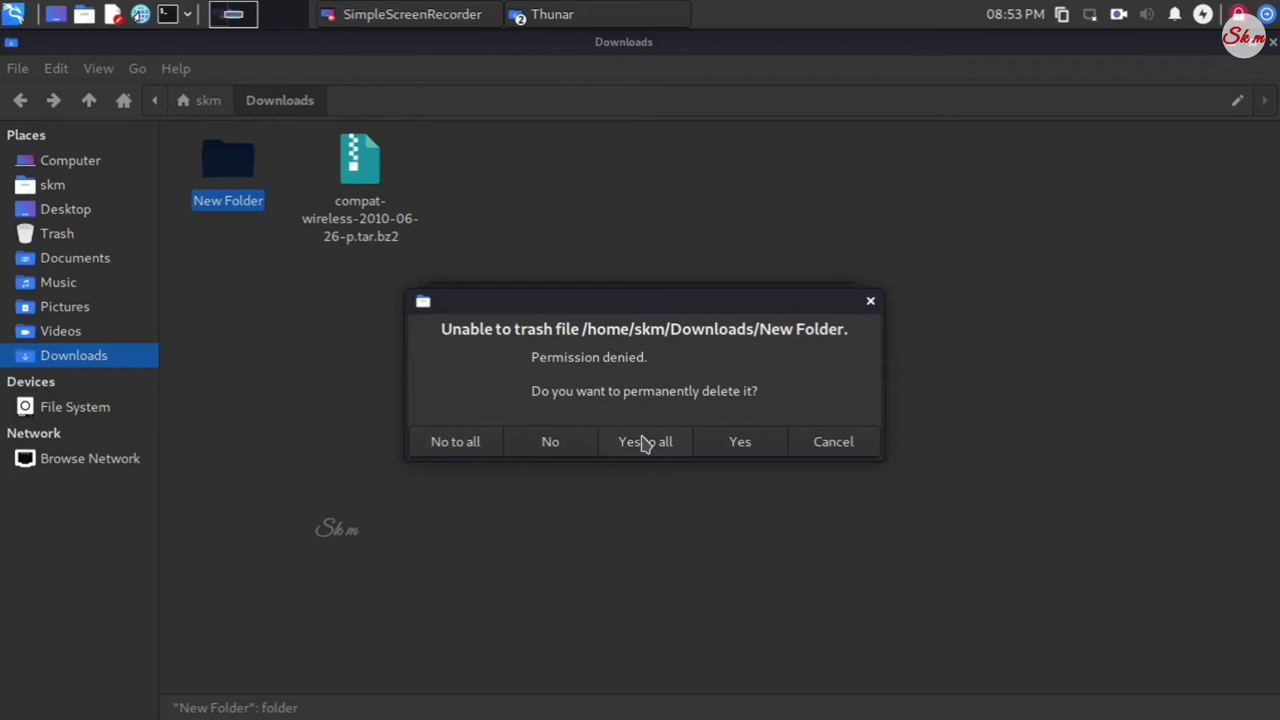 SimpleScreenRecorder
2 Thunar
08:53 PM
Skm
Downloads
File Edit View Go Help
skm
Downloads
Places
Computer
skm
Desktop
Trash
Documents
Music
Pictures
Videos
Downloads
Devices
File System
Network
Browse Network
New Folder
compat-
wireless-2010-06-
26-p.tar.bz2
Unable to trash file /home/skm/Downloads/New Folder.
Permission denied.
Do you want to permanently delete it?
No to all
No
Yes to all
Yes
Cancel
Skm
"New Folder": folder